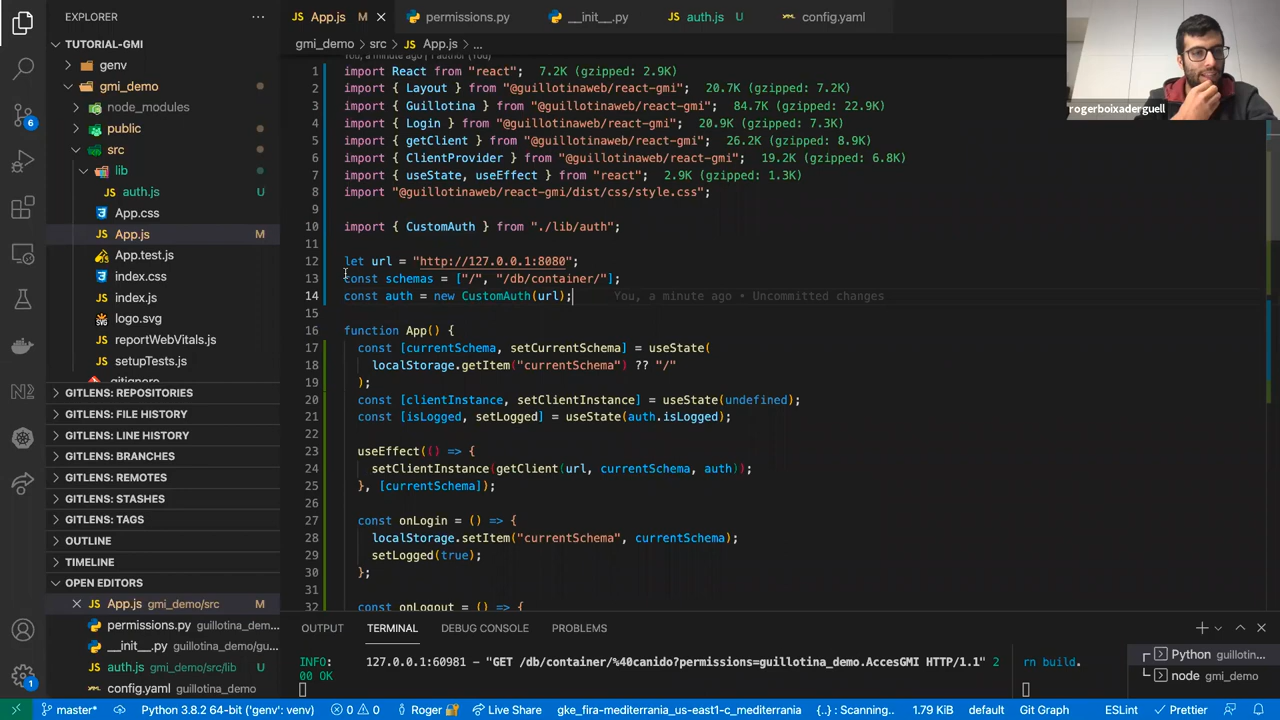 EXPLORER
TUTORIAL-GMI
genv
gmi_demo
node_modules
public
src
lib
auth.js U
App.css
App.js M
App.test.js
index.css
index.js
logo.svg
reportWebVitals.js
setupTests.js
.gitignore
GITLENS: REPOSITORIES
GITLENS: FILE HISTORY
GITLENS: LINE HISTORY
GITLENS: BRANCHES
GITLENS: REMOTES
GITLENS: STASHES
GITLENS: TAGS
OUTLINE
TIMELINE
OPEN EDITORS
JS App.js gmi_demo/src M
permissions.py guillotina_dem...
__init__.py guillotina_demo/gu...
JS auth.js gmi_demo/src/lib U
config.yaml guillotina_demo
6
1
JS App.js M
permissions.py
__init__.py
JS auth.js U
config.yaml
gmi_demo > src > JS App.js > ...
You, a minute ago | 1 author (You)
1 import React from "react"; 7.2K (gzipped: 2.9K)
2 import { Layout } from "@guillotinaweb/react-gmi"; 20.7K (gzipped: 7.2K)
3 import { Guillotina } from "@guillotinaweb/react-gmi"; 84.7K (gzipped: 22.9K)
4 import { Login } from "@guillotinaweb/react-gmi"; 20.9K (gzipped: 7.3K)
5 import { getClient } from "@guillotinaweb/react-gmi"; 26.2K (gzipped: 8.9K)
6 import { ClientProvider } from "@guillotinaweb/react-gmi"; 19.2K (gzipped: 6.8K)
7 import { useState, useEffect } from "react"; 2.9K (gzipped: 1.3K)
8 import "@guillotinaweb/react-gmi/dist/css/style.css";
9
10 import { CustomAuth } from "./lib/auth";
11
12 let url = "http://127.0.0.1:8080";
13 const schemas = ["/", "/db/container/"];
14 const auth = new CustomAuth(url); You, a minute ago • Uncommitted changes
15
16 function App() {
17 const [currentSchema, setCurrentSchema] = useState(
18 localStorage.getItem("currentSchema") ?? "/"
19 );
20 const [clientInstance, setClientInstance] = useState(undefined);
21 const [isLogged, setLogged] = useState(auth.isLogged);
22
23 useEffect(() => {
24 setClientInstance(getClient(url, currentSchema, auth));
25 }, [currentSchema]);
26
27 const onLogin = () => {
28 localStorage.setItem("currentSchema", currentSchema);
29 setLogged(true);
30 };
31
32 const onLogout = () => {
rogerboixaderguell
OUTPUT TERMINAL DEBUG CONSOLE PROBLEMS
INFO: 127.0.0.1:60981 - "GET /db/container/%40canido?permissions=guillotina_demo.AccesGMI HTTP/1.1" 2
00 OK
rn build.
Python guillotin...
node gmi_demo
master* Python 3.8.2 64-bit ('genv': venv) 0 0 Roger Live Share gke_fira-mediterrania_us-east1-c_mediterrania {..} : Scanning... 1.79 KiB default Git Graph ESLint Prettier